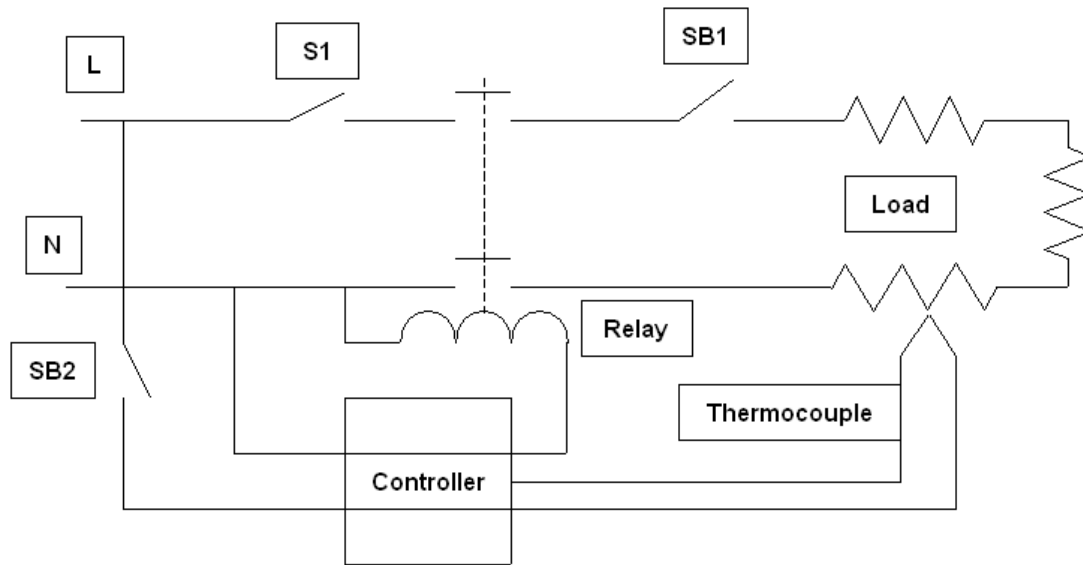 L
S1
SB1
Load
N
Relay
SB2
Thermocouple
Controller